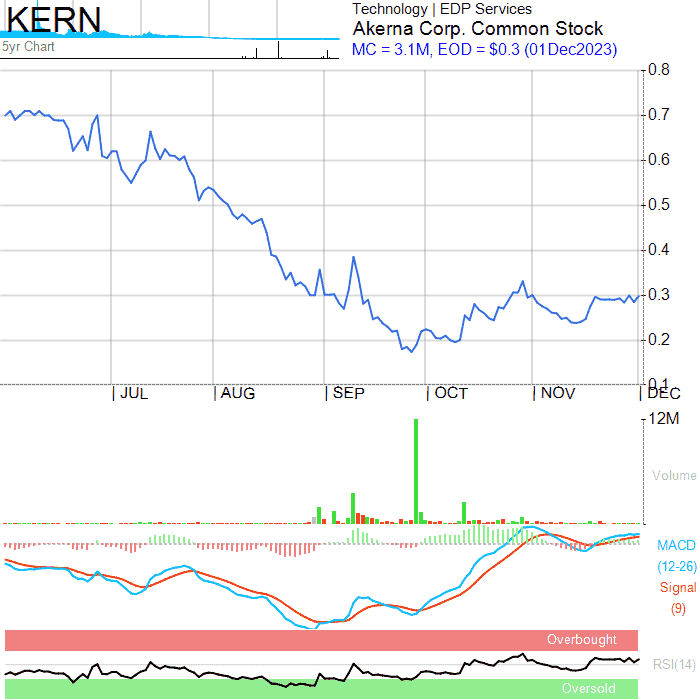 KERN
5yr Chart
Technology | EDP Services
Akerna Corp. Common Stock
MC = 3.1M, EOD = $0.3 (01Dec2023)
0.8
0.7
0.6
0.5
0.4
0.3
0.2
0.1
JUL
AUG
SEP
OCT
NOV
DEC
12M
Volume
MACD
(12-26)
Signal
(9)
Overbought
RSI(14)
Oversold